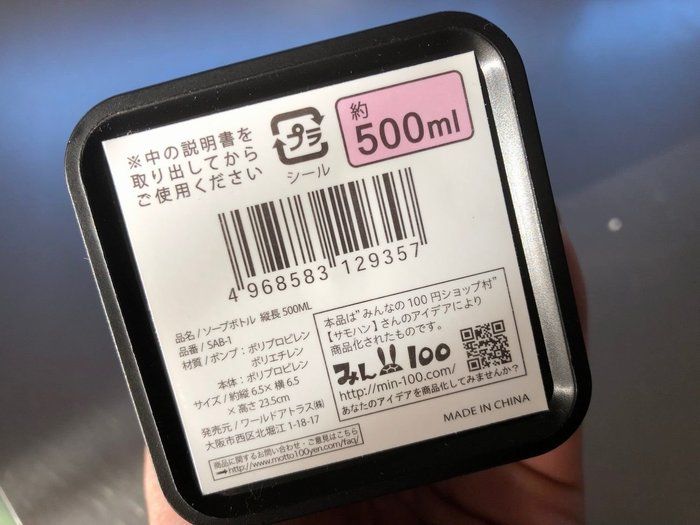 ※中の説明書を
取り出してから
ご使用ください
プラ
シール
約
500ml
4 968583 129357
品名/ソープボトル 縦長 500ML
品番/SAB-1
材質/ポンプ:ポリプロピレン
ポリエチレン
本体:ポリプロピレン
サイズ/約縦 6.5×横 6.5
×高さ 23.5cm
発売元/ワールドアトラス㈱
大阪市西区北堀江 1-18-17
商品に関するお問い合わせ・ご意見はこちら
→http://www.motto100yen.com/faq/
本品は"みんなの 100 円ショップ村"
【サモハン】さんのアイデアにより
商品化されたものです。
みん 100
http://min-100.com/
あなたのアイデアを商品化してみませんか?
MADE IN CHINA